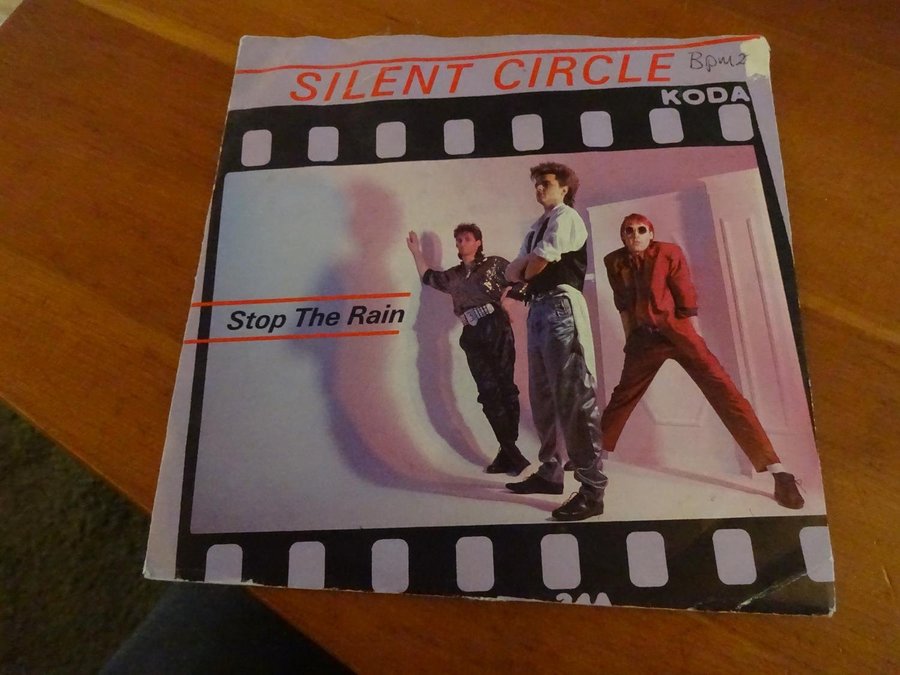 SILENT CIRCLE
Bpm2
KODA
Stop The Rain